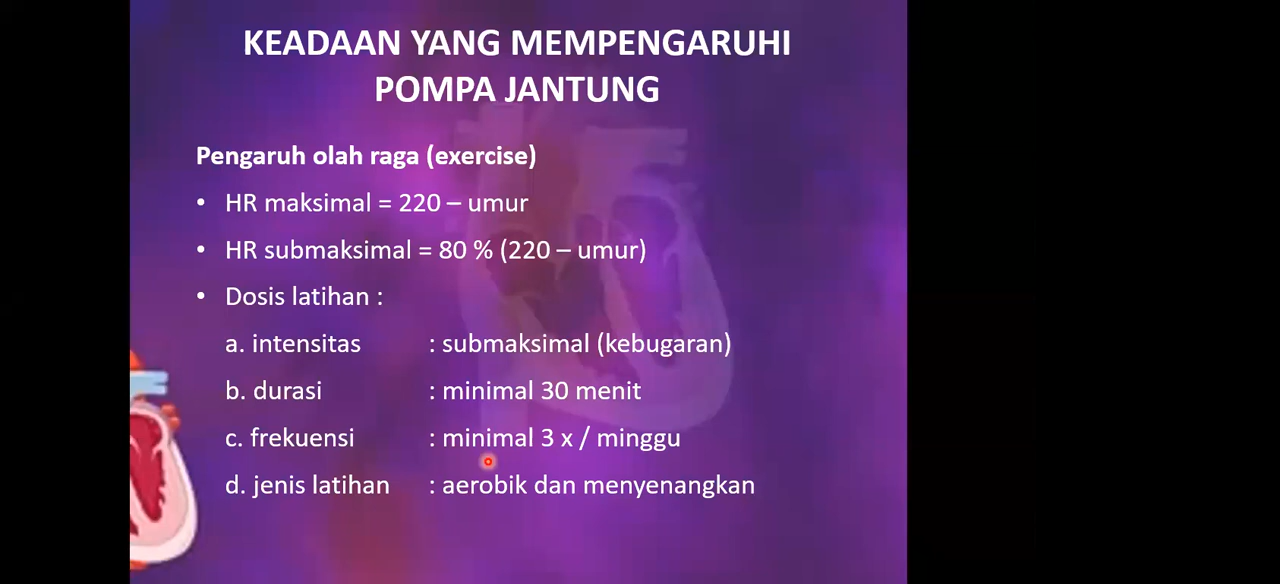 KEADAAN YANG MEMPENGARUHI
POMPA JANTUNG
Pengaruh olah raga (exercise)
• HR maksimal = 220 – umur
• HR submaksimal = 80 % (220 – umur)
• Dosis latihan :
a. intensitas : submaksimal (kebugaran)
b. durasi : minimal 30 menit
c. frekuensi : minimal 3 x / minggu
d. jenis latihan : aerobik dan menyenangkan